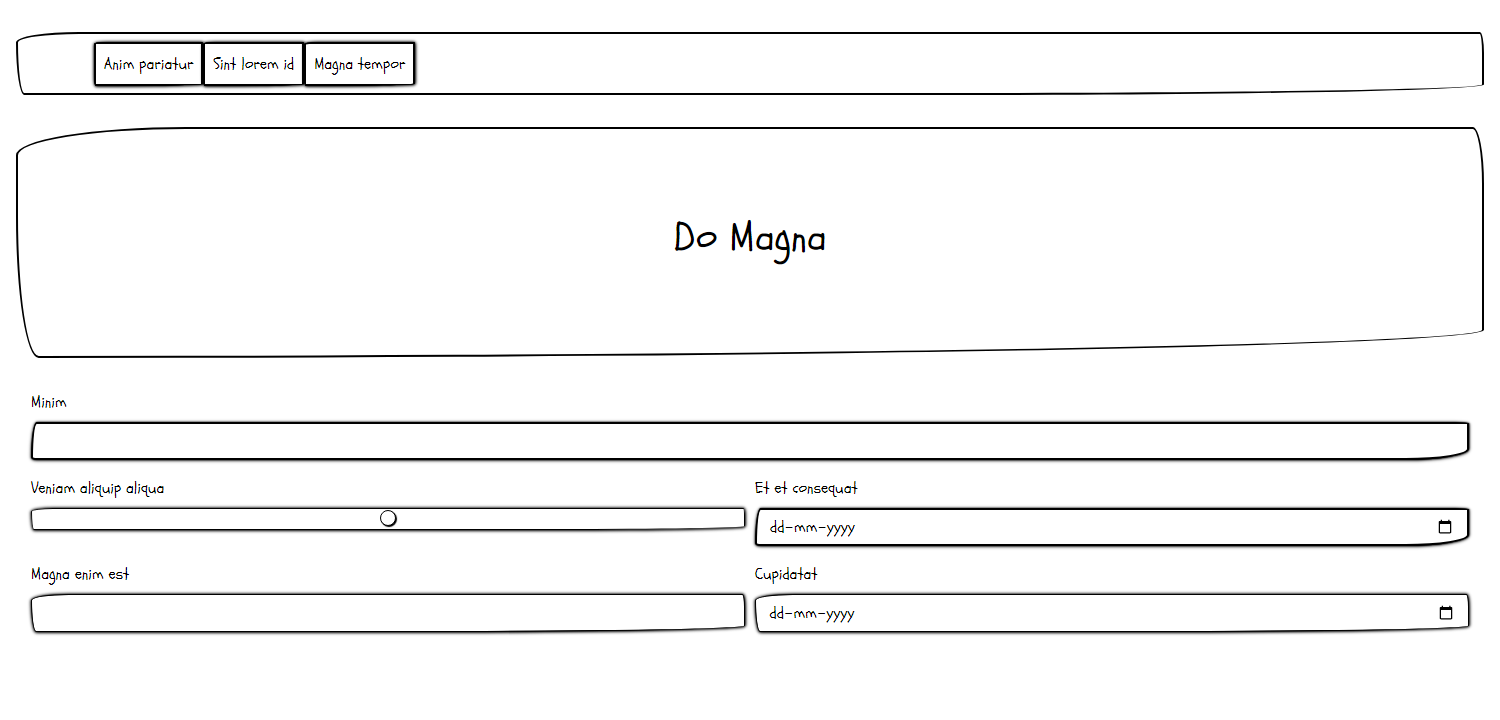 Anim pariatur Sint lorem id Magna tempor
Do Magna
Minim
Veniam aliquip aliqua
Et et consequat
dd-mm-yyyy
Magna enim est
Cupidatat
dd-mm-yyyy